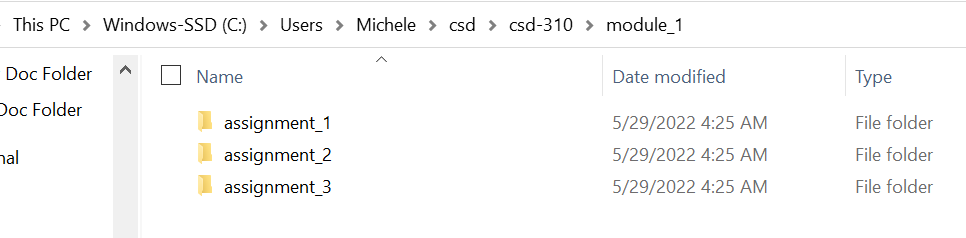 This PC > Windows-SSD (C:) > Users > Michele > csd > csd-310 > module_1
Doc Folder
Doc Folder
Name Date modified Type
assignment_1 5/29/2022 4:25 AM File folder
assignment_2 5/29/2022 4:25 AM File folder
assignment_3 5/29/2022 4:25 AM File folder